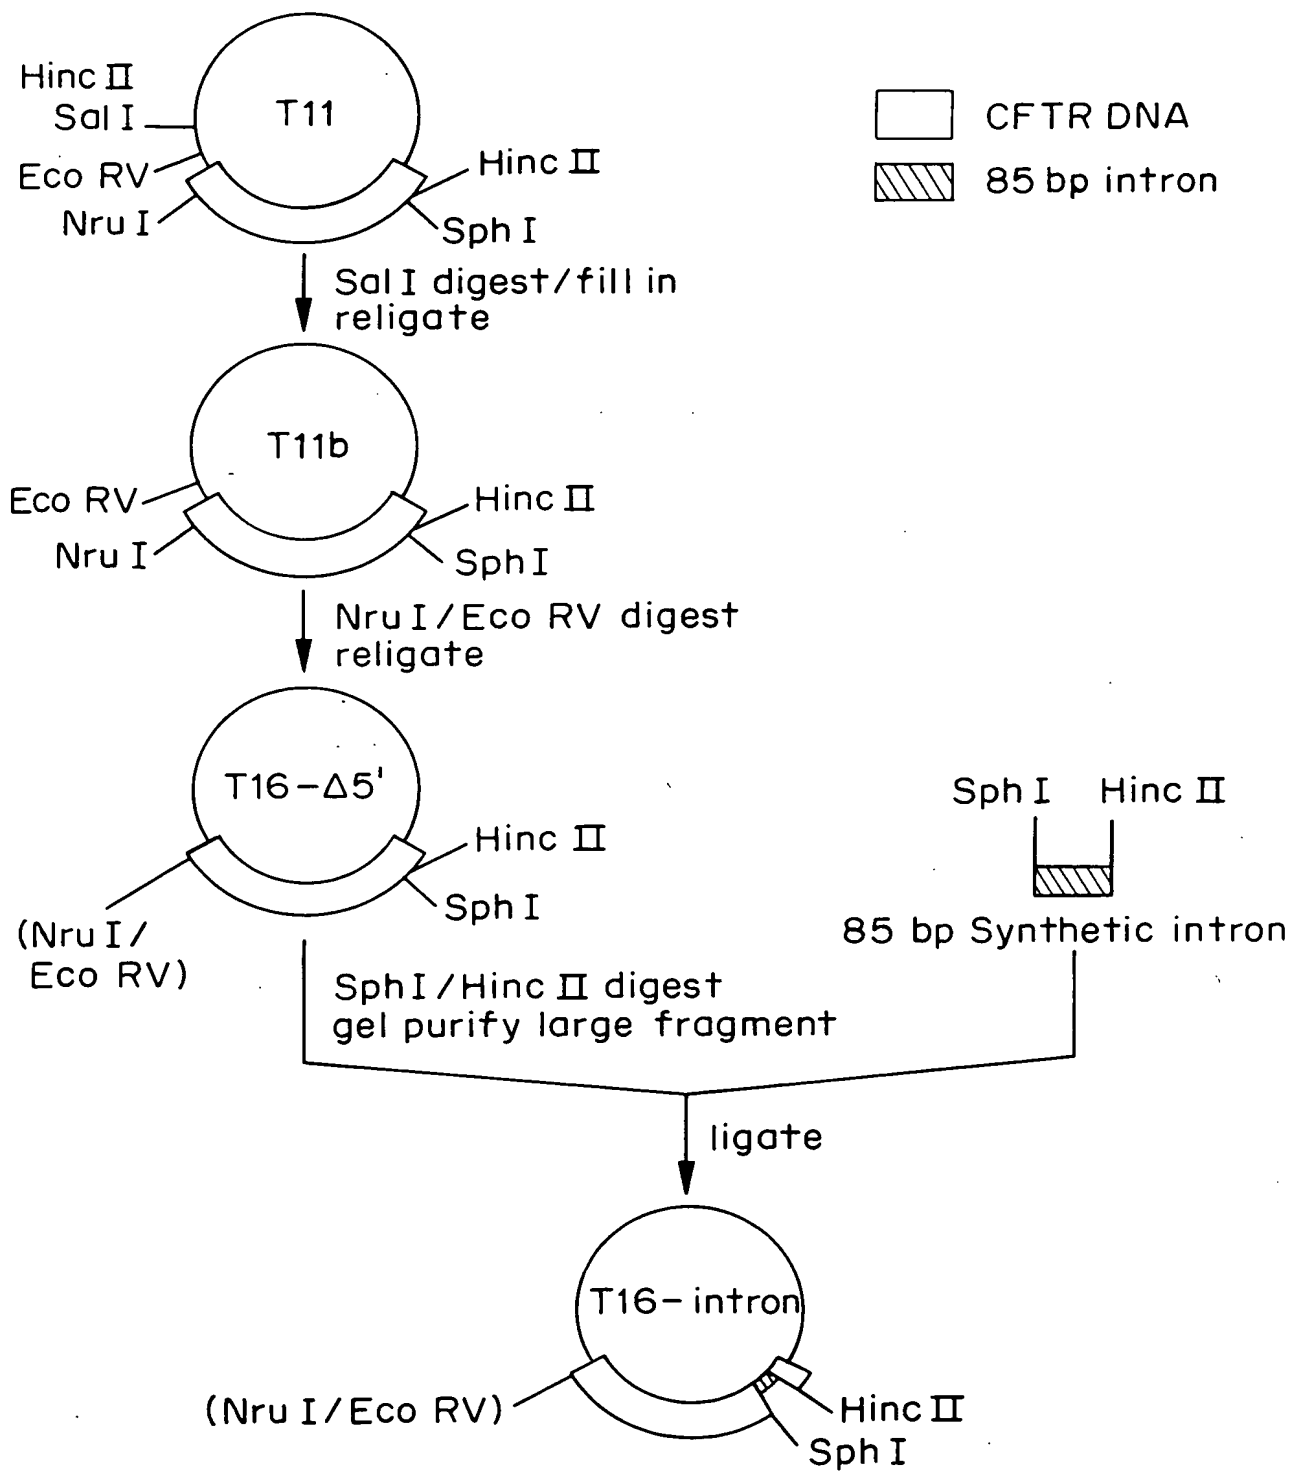 Hinc II
Sal I
Eco RV
Nru I
T11
Hinc II
Sph I
CFTR DNA
85 bp intron
Sal I digest/fill in
religate
T11b
Eco RV
Nru I
Hinc II
Sph I
Nru I/Eco RV digest
religate
T16-Δ5'
Hinc II
Sph I
(Nru I/
Eco RV)
Sph I Hinc II
85 bp Synthetic intron
Sph I/Hinc II digest
gel purify large fragment
ligate
T16-intron
(Nru I/Eco RV)
Hinc II
Sph I